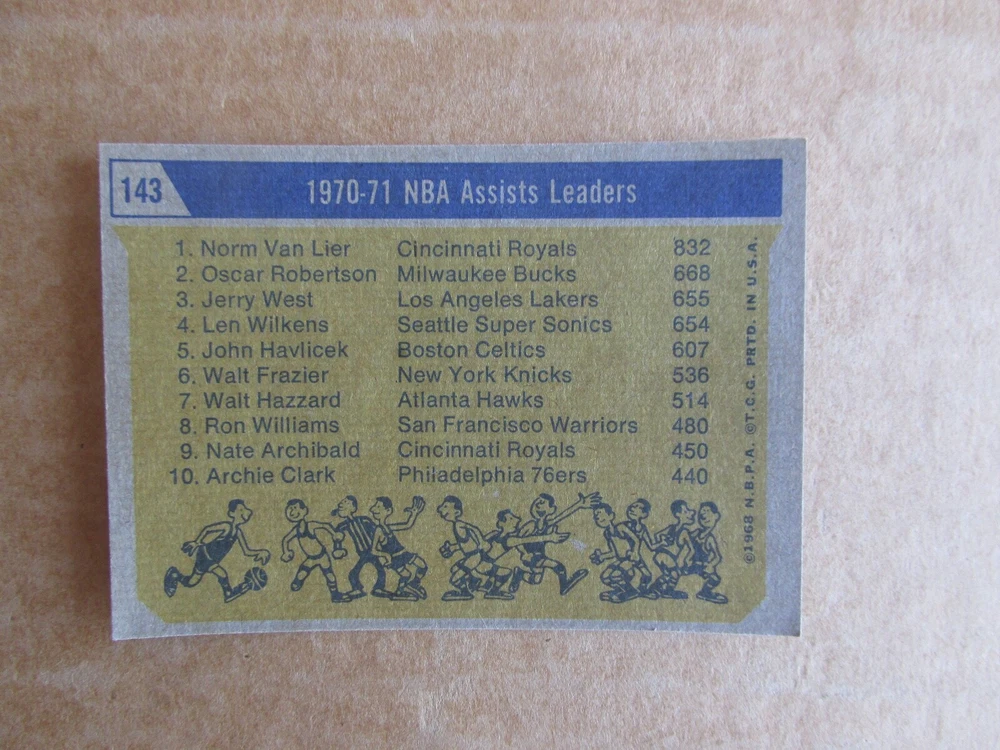 143
1970-71 NBA Assists Leaders
1. Norm Van Lier Cincinnati Royals 832
2. Oscar Robertson Milwaukee Bucks 668
3. Jerry West Los Angeles Lakers 655
4. Len Wilkens Seattle Super Sonics 654
5. John Havlicek Boston Celtics 607
6. Walt Frazier New York Knicks 536
7. Walt Hazzard Atlanta Hawks 514
8. Ron Williams San Francisco Warriors 480
9. Nate Archibald Cincinnati Royals 450
10. Archie Clark Philadelphia 76ers 440
©1968 N.B.P.A. ©T.C.G. PRTD. IN U.S.A.